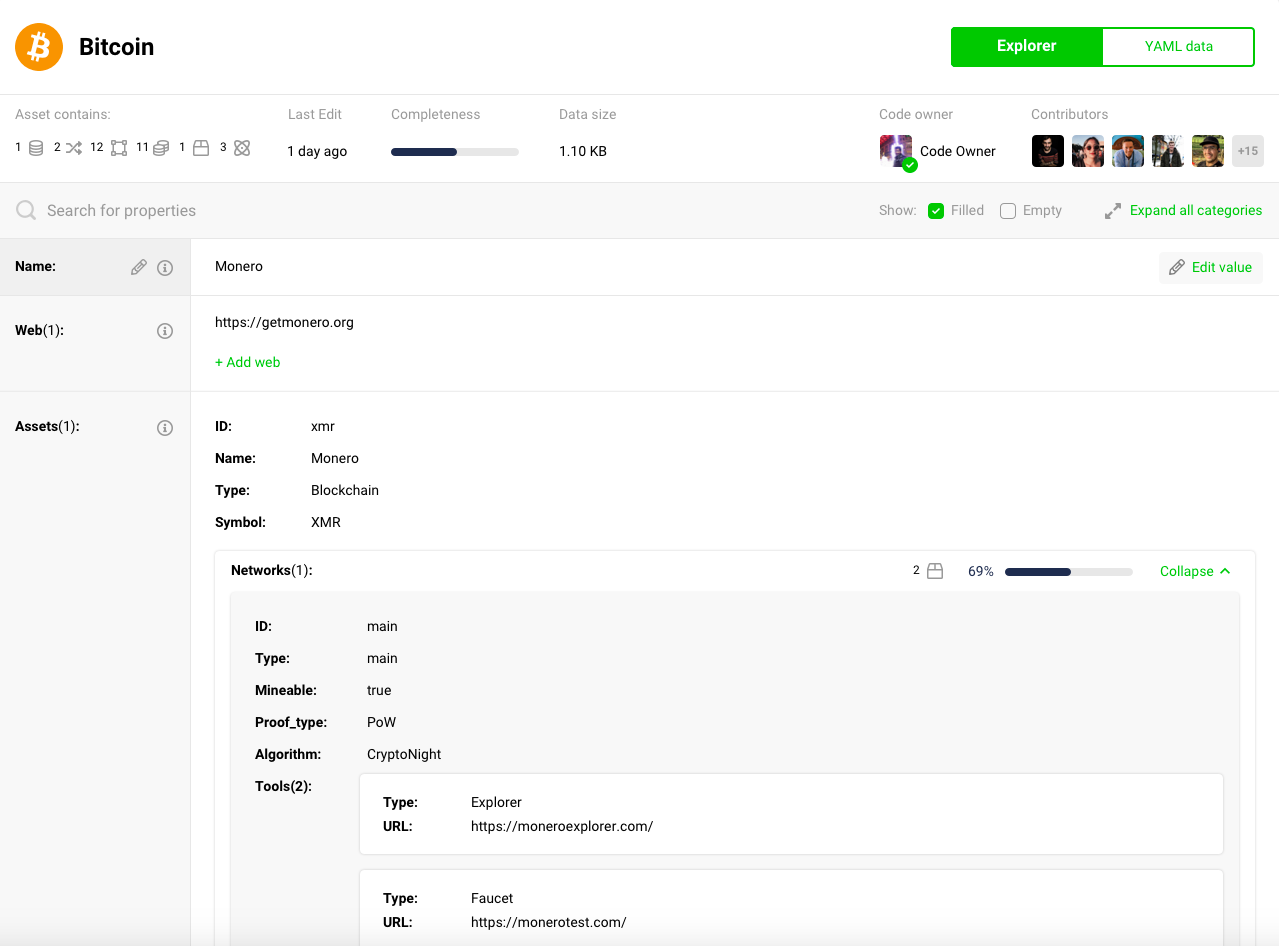 Bitcoin
Explorer
YAML data
Asset contains:
Last Edit
Completeness
Data size
Code owner
Contributors
1 2 12 11 1 3
1 day ago
1.10 KB
Code Owner
+15
Search for properties
Show: Filled Empty
Expand all categories
Name:
Monero
Edit value
Web(1):
https://getmonero.org
+ Add web
Assets(1):
ID: xmr
Name: Monero
Type: Blockchain
Symbol: XMR
Networks(1):
2
69%
Collapse
ID: main
Type: main
Mineable: true
Proof_type: PoW
Algorithm: CryptoNight
Tools(2):
Type: Explorer
URL: https://moneroexplorer.com/
Type: Faucet
URL: https://monerotest.com/